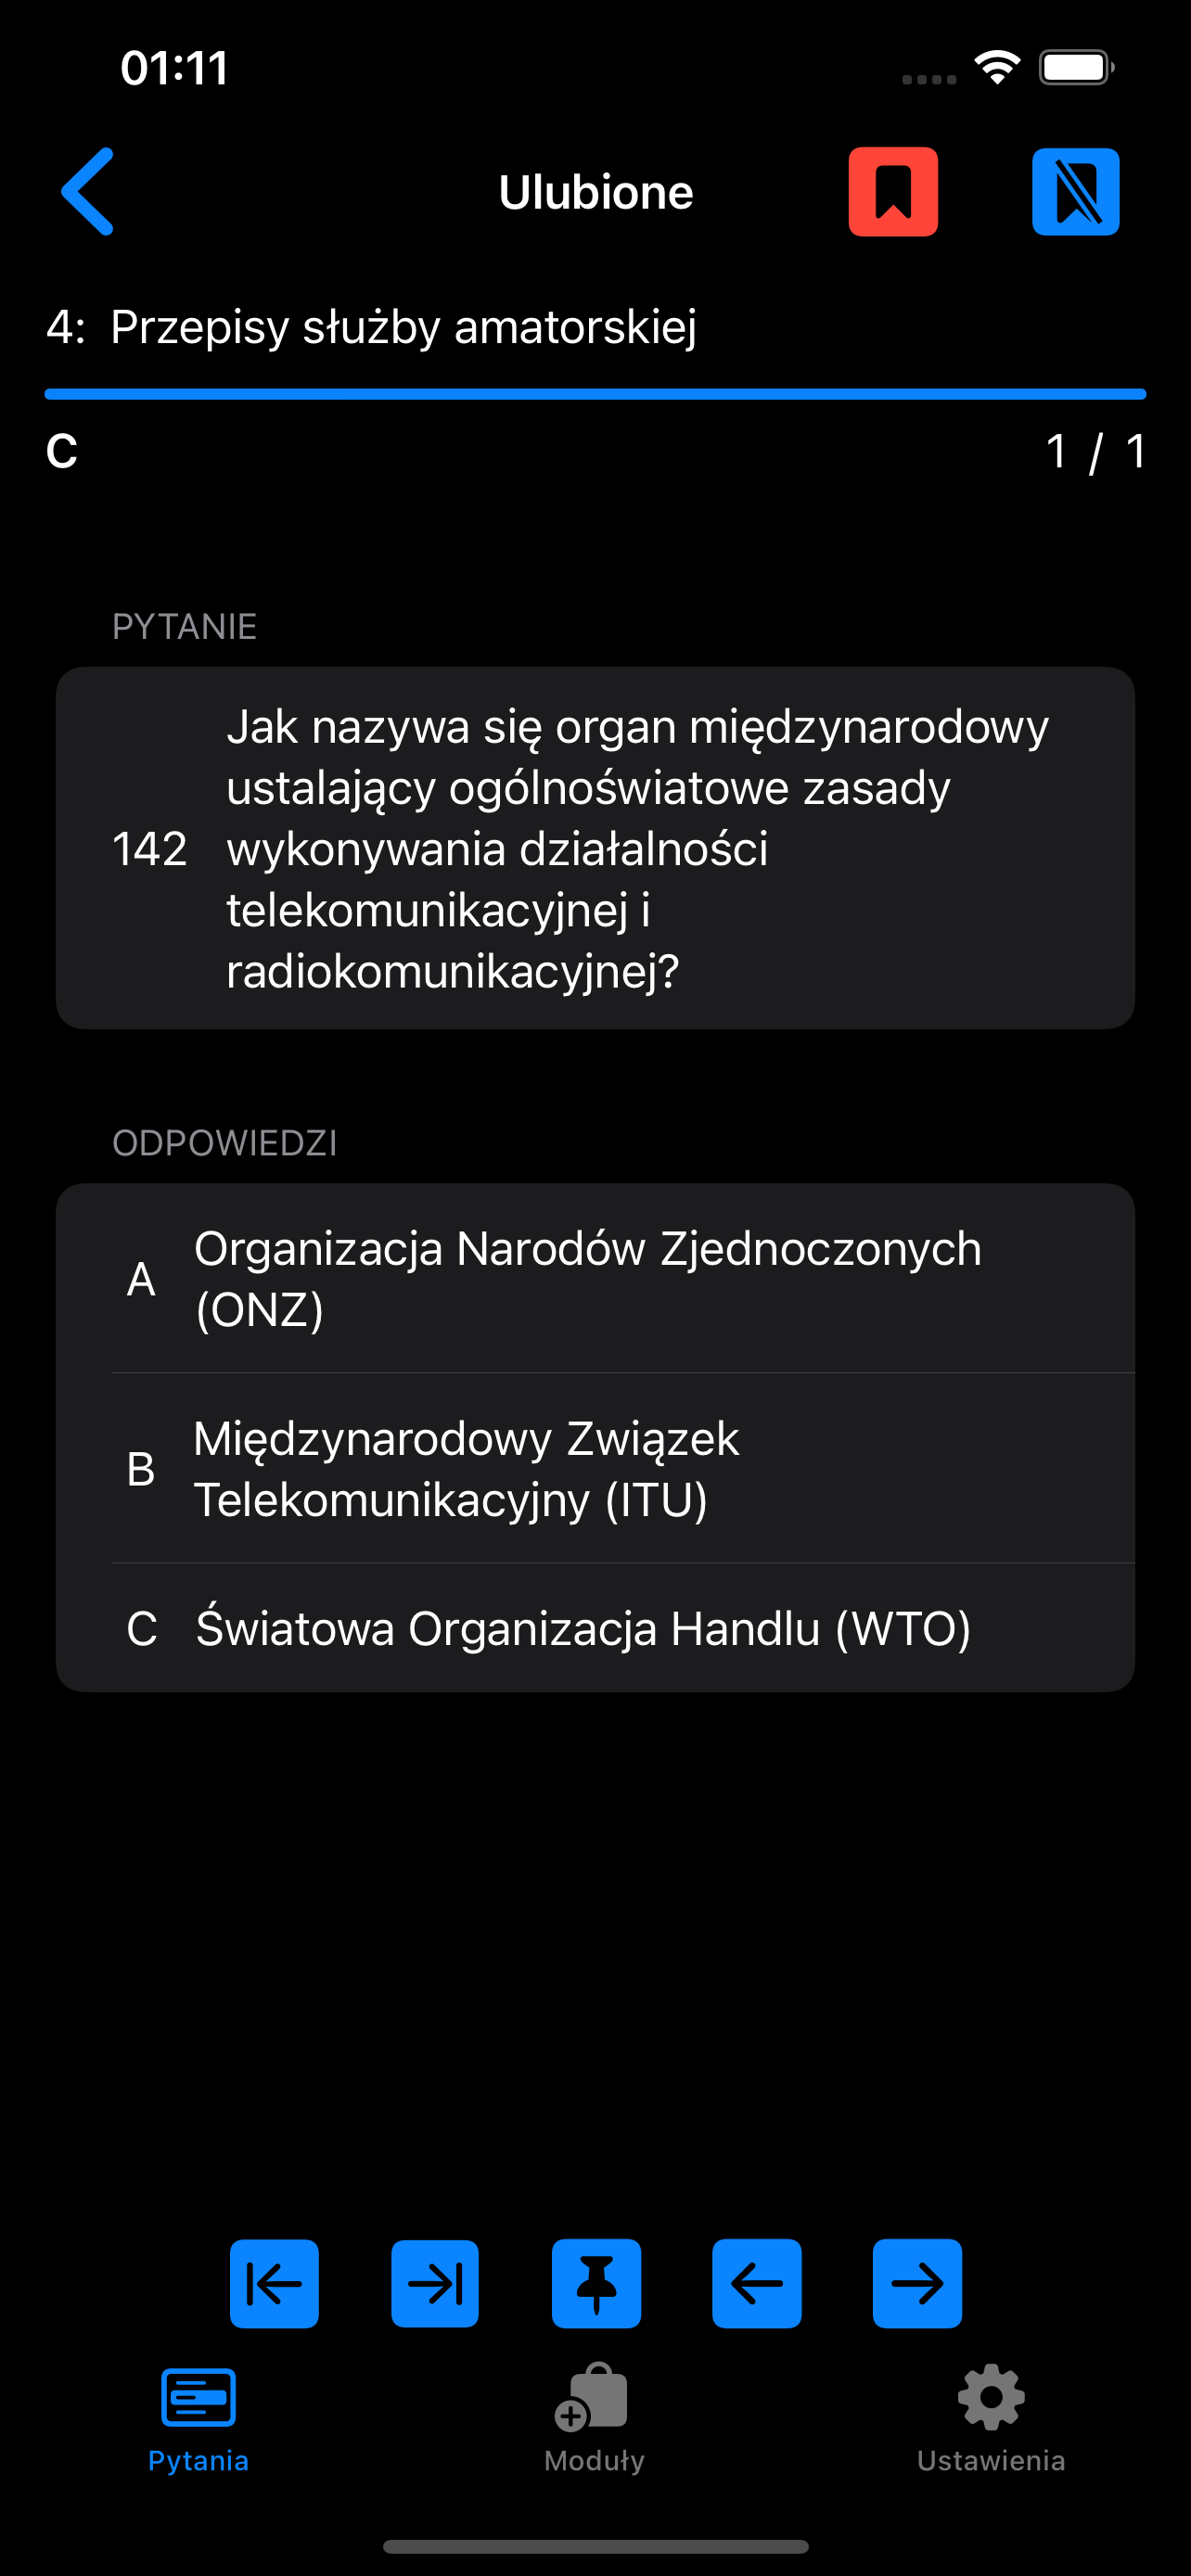 01:11
Ulubione
4: Przepisy służby amatorskiej
C 1 / 1
PYTANIE
142
Jak nazywa się organ międzynarodowy
ustalający ogólnoświatowe zasady
wykonywania działalności
telekomunikacyjnej i
radiokomunikacyjnej?
ODPOWIEDZI
A
Organizacja Narodów Zjednoczonych
(ONZ)
B
Międzynarodowy Związek
Telekomunikacyjny (ITU)
C Światowa Organizacja Handlu (WTO)
Pytania Moduły Ustawienia